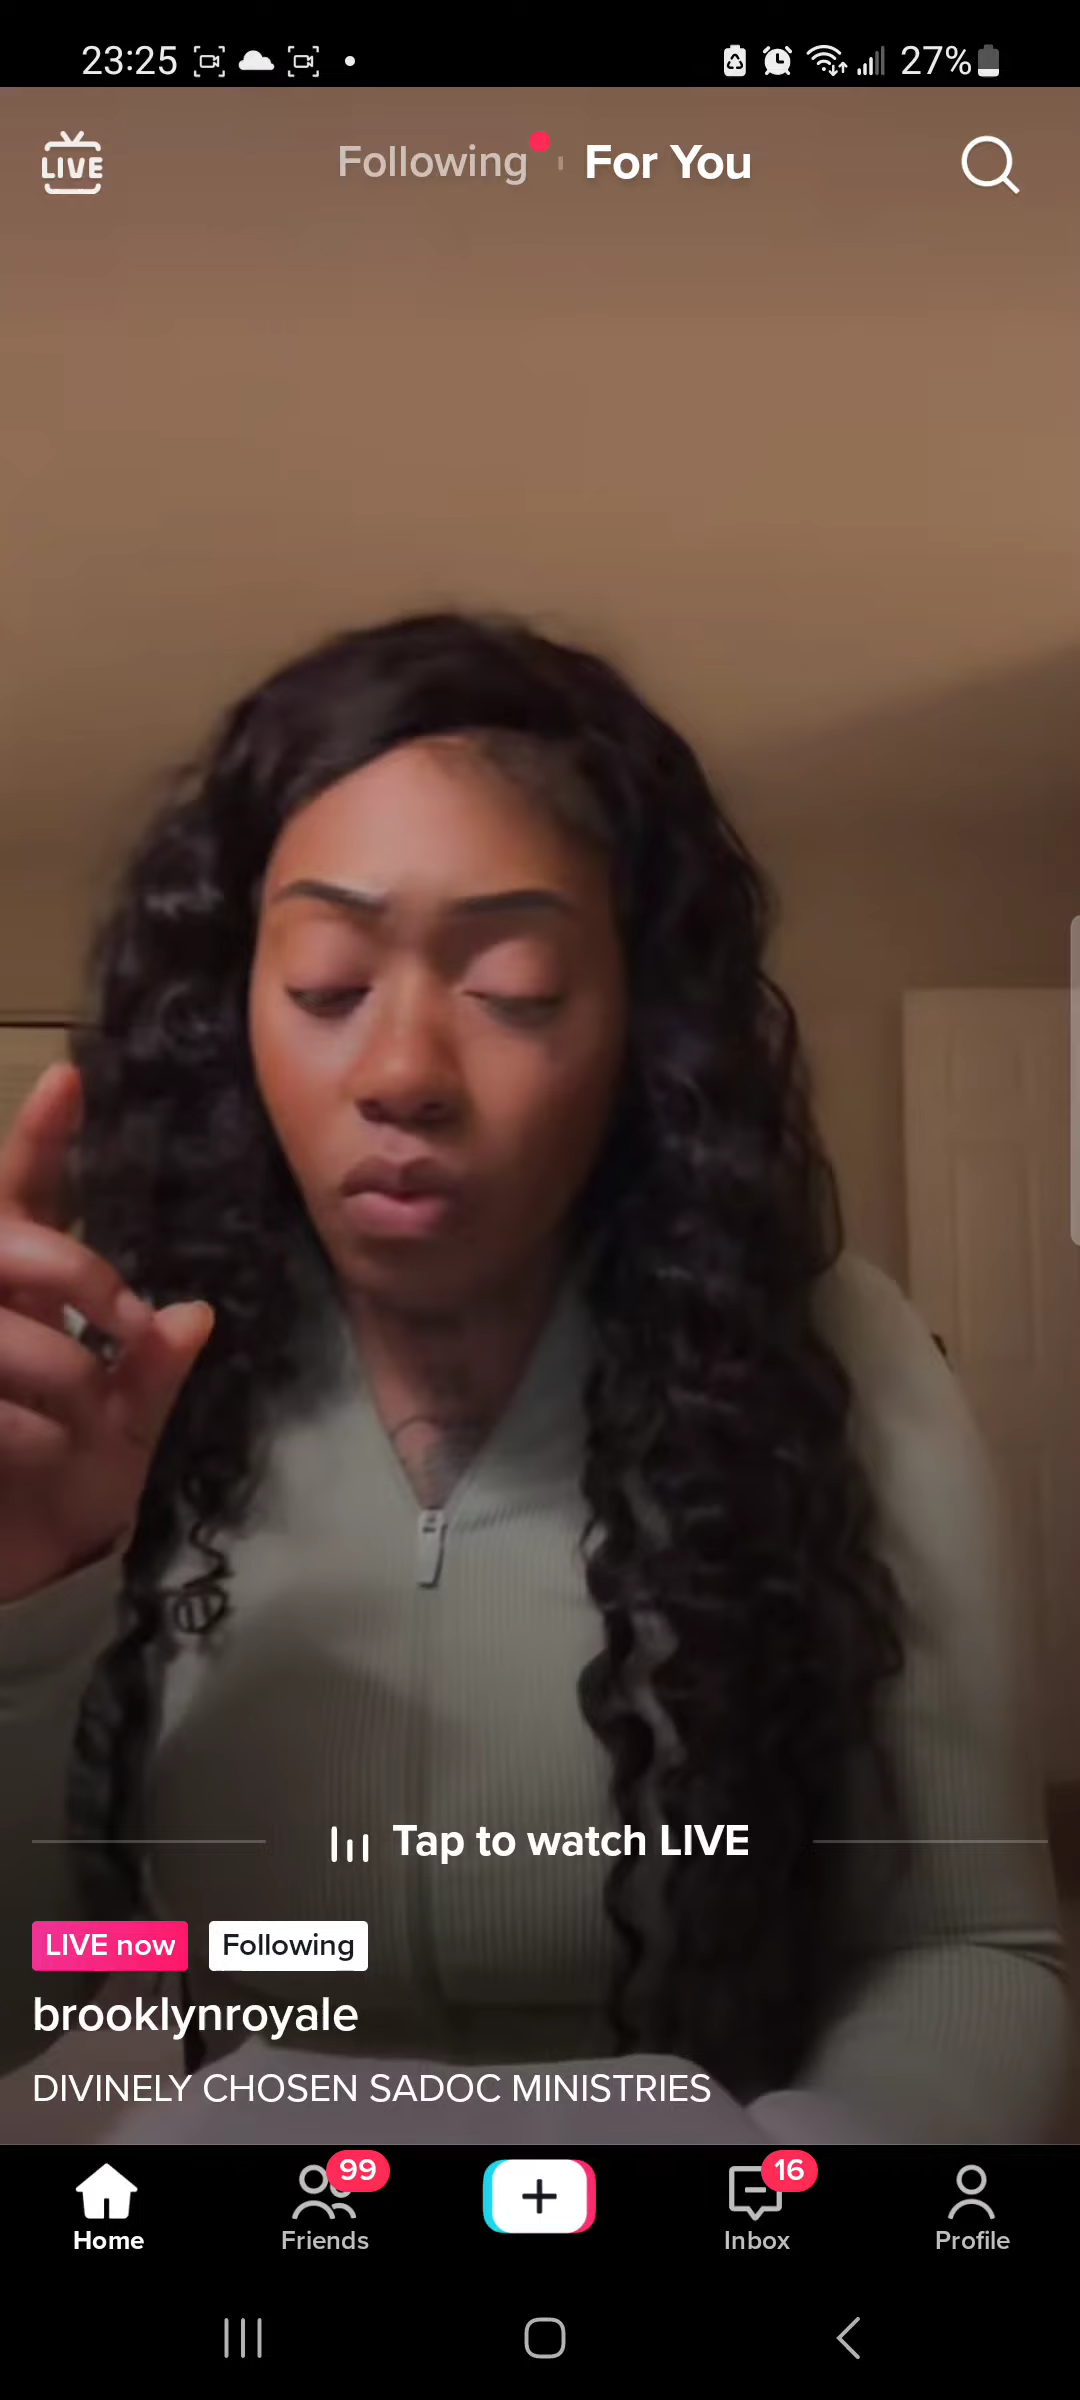 23:25
27%
LIVE
Following
For You
Tap to watch LIVE
LIVE now
Following
brooklynroyale
DIVINELY CHOSEN SADOC MINISTRIES
99
16
Home
Friends
Inbox
Profile